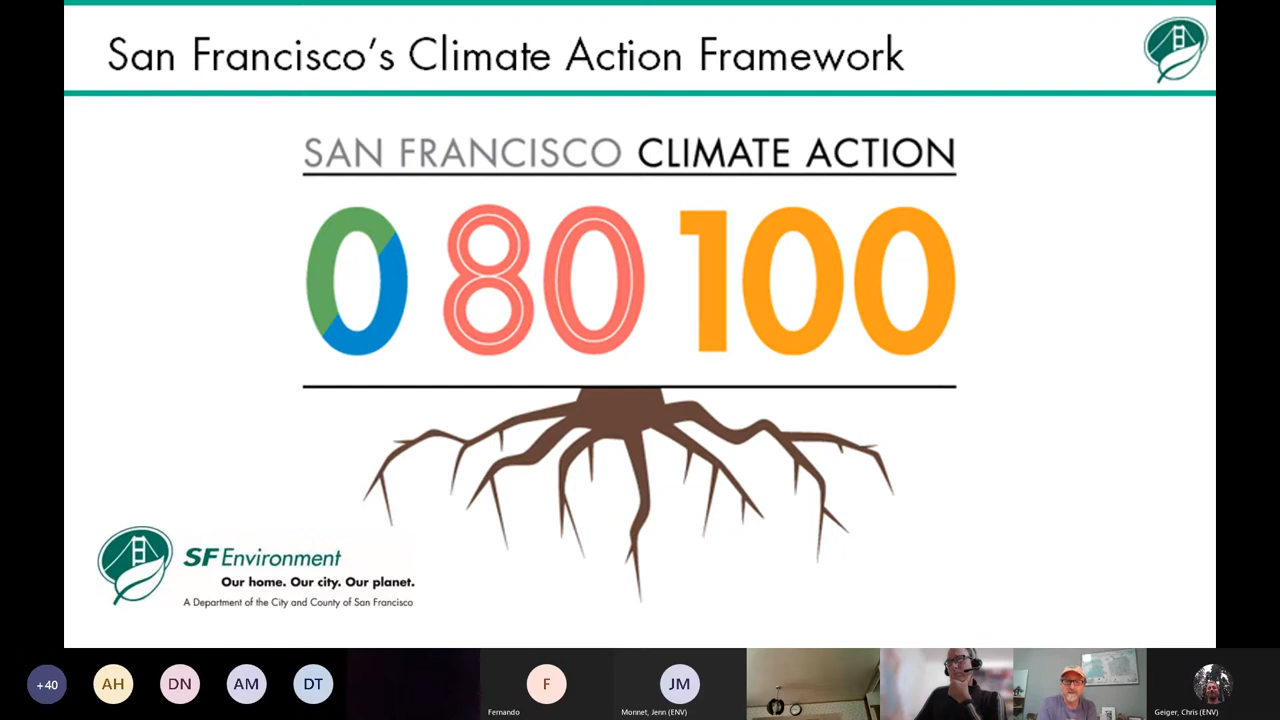 San Francisco's Climate Action Framework
SAN FRANCISCO CLIMATE ACTION
0 80 100
SF Environment
Our home. Our city. Our planet.
A Department of the City and County of San Francisco
+40
AH
DN
AM
DT
F
JM
Fernando
Monnet, Jenn (ENV)
Geiger, Chris (ENV)